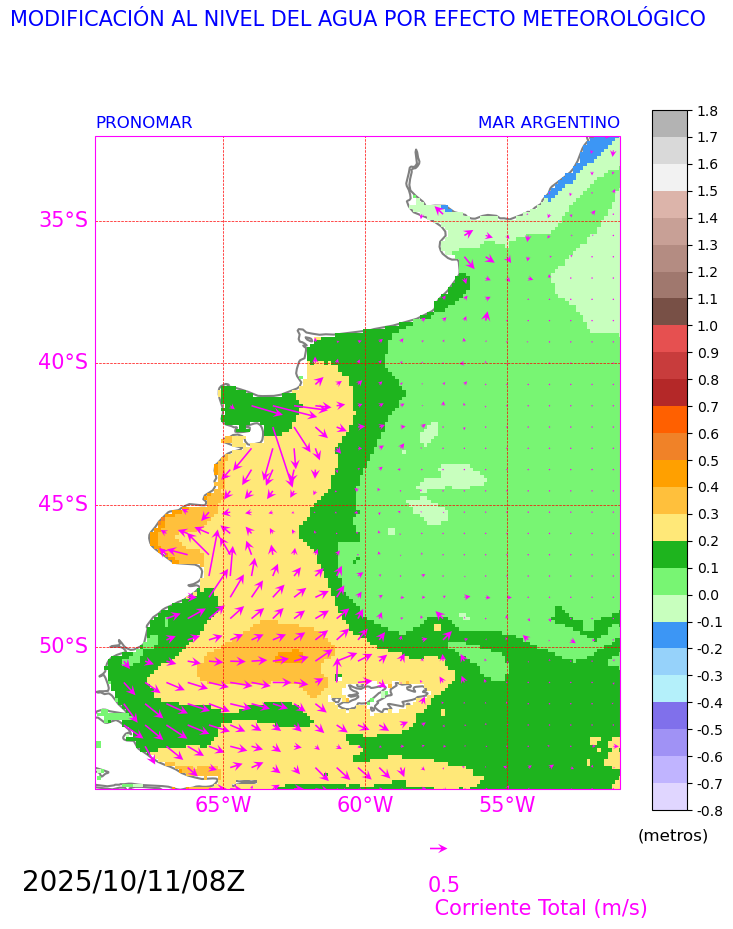 MODIFICACIÓN AL NIVEL DEL AGUA POR EFECTO METEOROLÓGICO
PRONOMAR MAR ARGENTINO
1.8
1.7
1.6
1.5
1.4
1.3
1.2
1.1
1.0
0.9
0.8
0.7
0.6
0.5
0.4
0.3
0.2
0.1
0.0
-0.1
-0.2
-0.3
-0.4
-0.5
-0.6
-0.7
-0.8
(metros)
35°S
40°S
45°S
50°S
65°W 60°W 55°W
2025/10/11/08Z
0.5
Corriente Total (m/s)